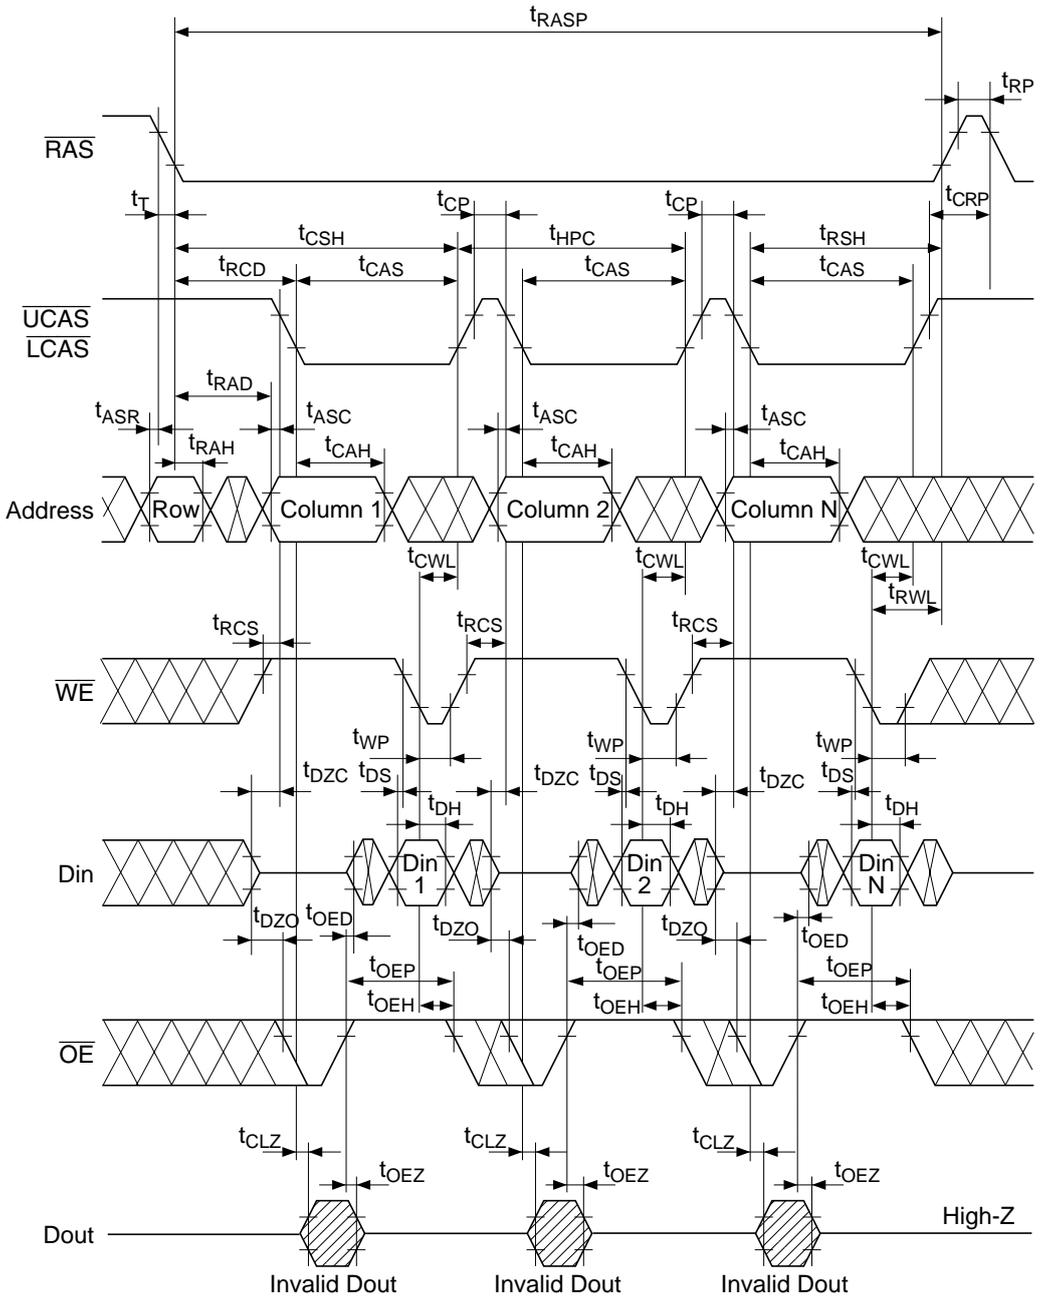 tRASP
tRP
RAS
tT
tCP
tCP
tCRP
tCSH
tHPC
tRSH
tRCD
tCAS
tCAS
tCAS
UCAS
LCAS
tRAD
tASR
tASC
tASC
tASC
tRAH
tCAH
tCAH
tCAH
Address
Row
Column 1
Column 2
Column N
tCWL
tCWL
tCWL
tRWL
tRCS
tRCS
tRCS
WE
tWP
tWP
tWP
tDZC
tDS
tDZC
tDS
tDZC
tDS
tDH
tDH
tDH
Din
Din 1
Din 2
Din N
tDZO
tOED
tDZO
tOED
tDZO
tOED
tOEP
tOEP
tOEP
tOEH
tOEH
tOEH
OE
tCLZ
tCLZ
tCLZ
tOEZ
tOEZ
tOEZ
High-Z
Dout
Invalid Dout
Invalid Dout
Invalid Dout